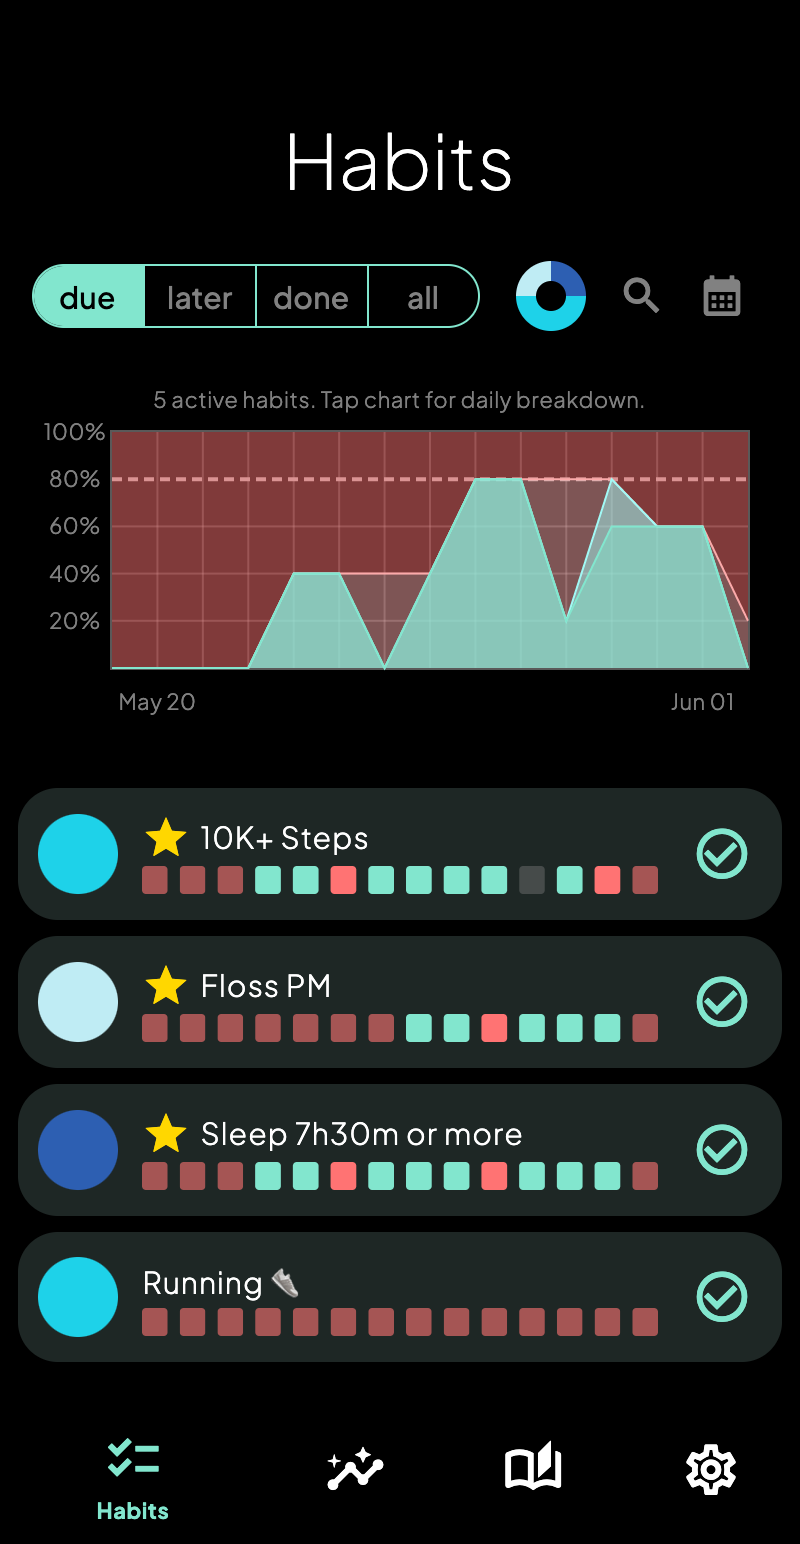 Habits
due later done all
5 active habits. Tap chart for daily breakdown.
100%
80%
60%
40%
20%
May 20 Jun 01
10K+ Steps
Floss PM
Sleep 7h30m or more
Running 👟
Habits